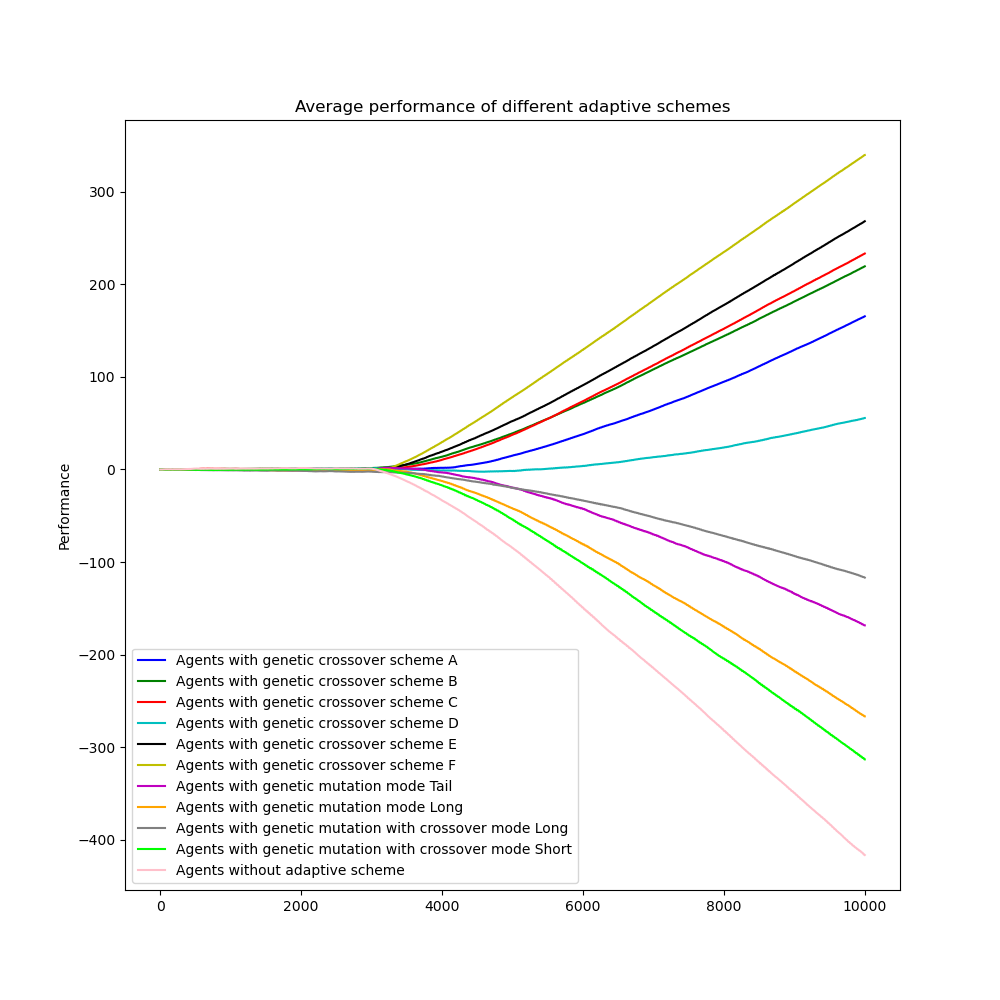 Average performance of different adaptive schemes
Performance
300
200
100
0
−100
−200
−300
−400
Agents with genetic crossover scheme A
Agents with genetic crossover scheme B
Agents with genetic crossover scheme C
Agents with genetic crossover scheme D
Agents with genetic crossover scheme E
Agents with genetic crossover scheme F
Agents with genetic mutation mode Tail
Agents with genetic mutation mode Long
Agents with genetic mutation with crossover mode Long
Agents with genetic mutation with crossover mode Short
Agents without adaptive scheme
0 2000 4000 6000 8000 10000